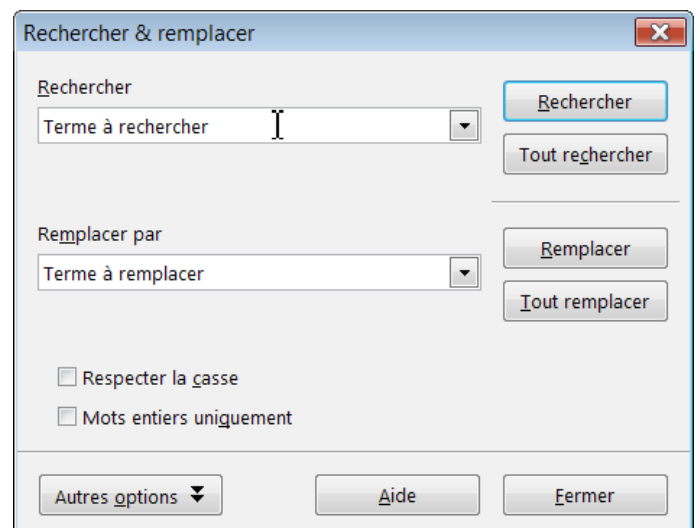 Rechercher & remplacer
Rechercher
Terme à rechercher
Rechercher
Tout rechercher
Remplacer par
Terme à remplacer
Remplacer
Tout remplacer
Respecter la casse
Mots entiers uniquement
Autres options
Aide
Fermer